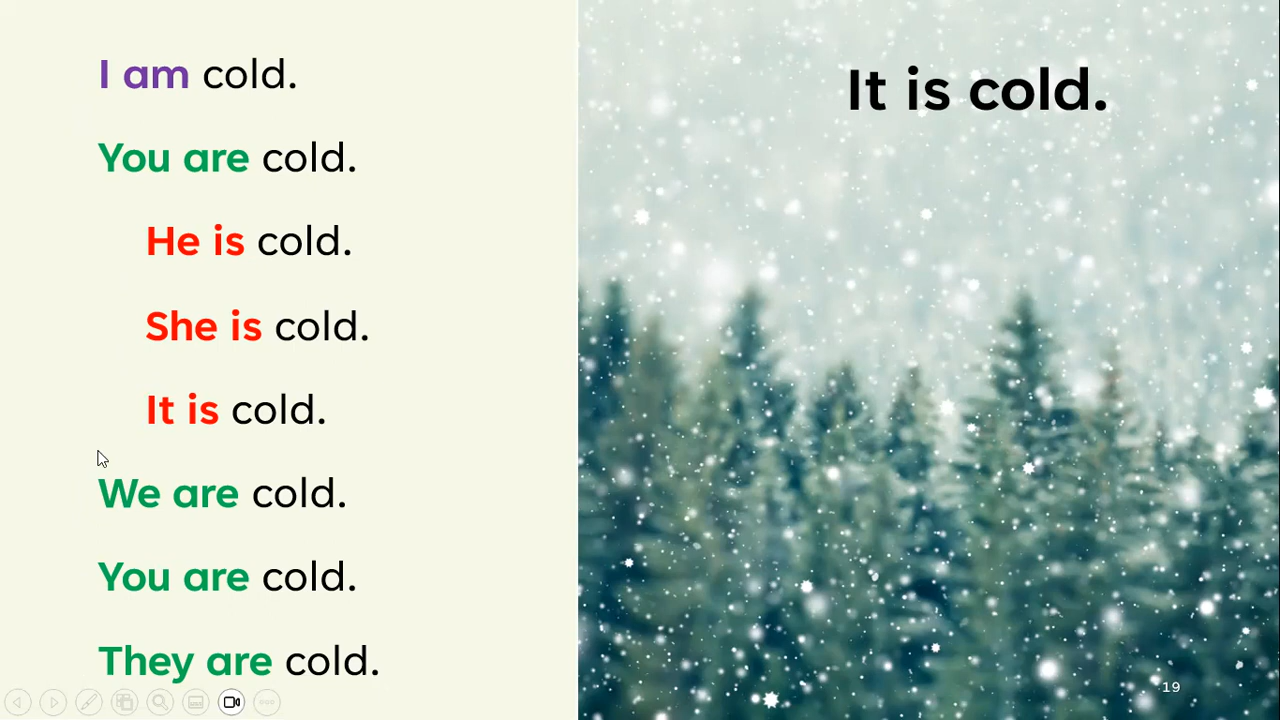 I am cold.
You are cold.
He is cold.
She is cold.
It is cold.
We are cold.
You are cold.
They are cold.
It is cold.
19